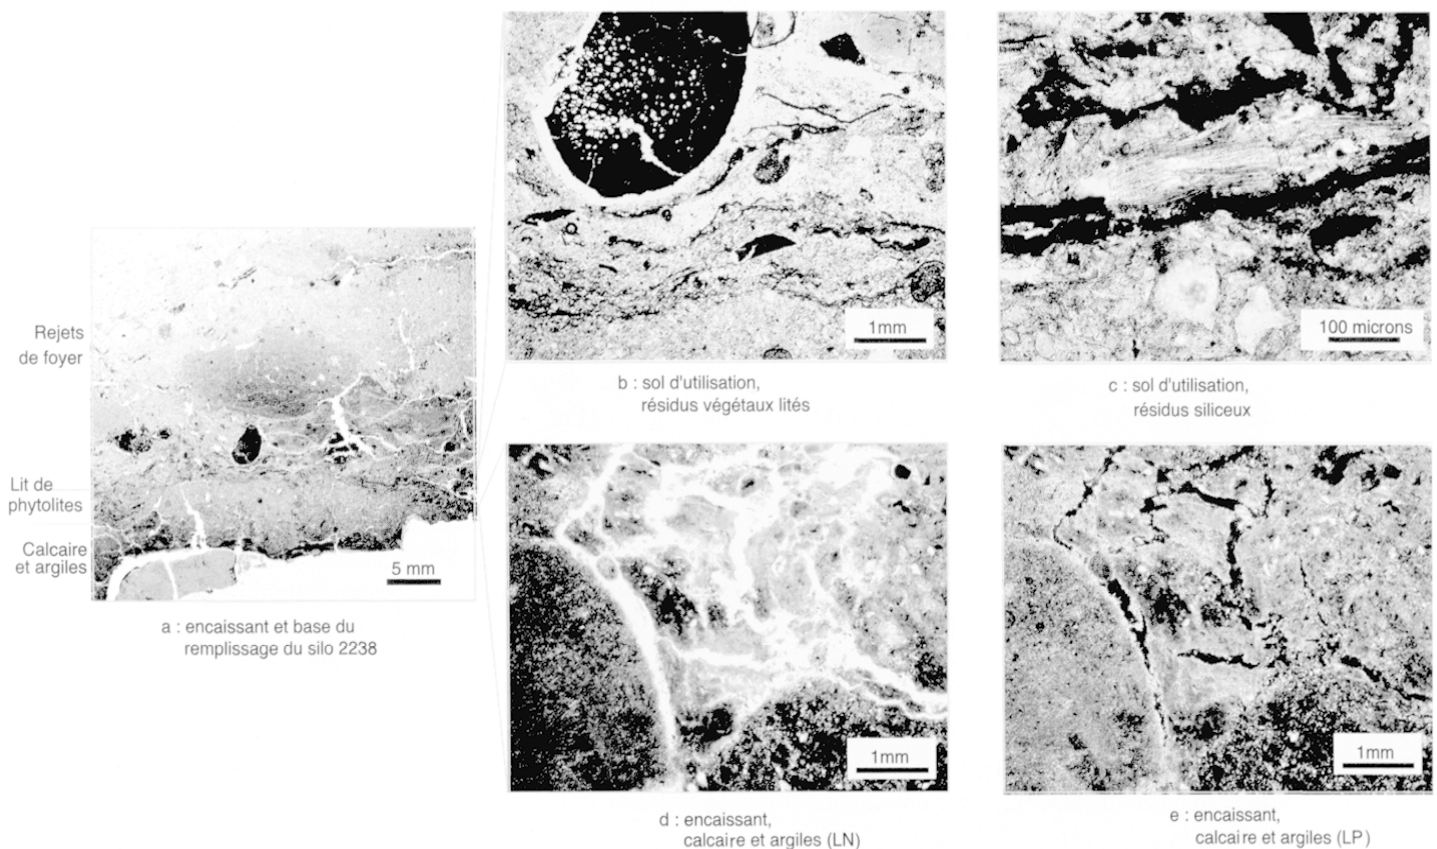 Rejets
de foyer
Lit de
phytolites
Calcaire
et argiles
5 mm
a : encaissant et base du
remplissage du silo 2238
1mm
b : sol d'utilisation,
résidus végétaux lités
100 microns
c : sol d'utilisation,
résidus siliceux
1mm
d : encaissant,
calcaire et argiles (LN)
1mm
e : encaissant,
calcaire et argiles (LP)